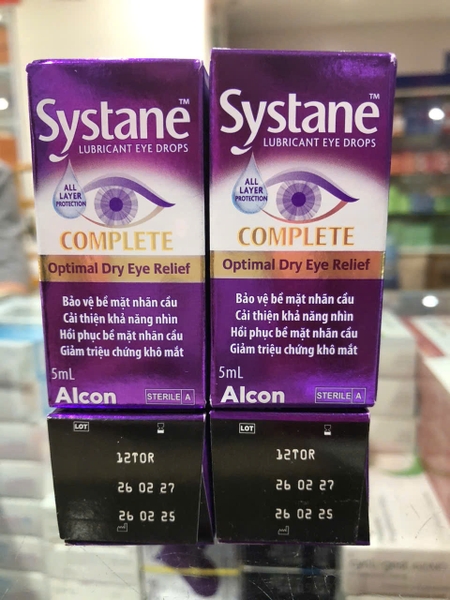 Systane™
LUBRICANT EYE DROPS
ALL
LAYER
PROTECTION
COMPLETE
Optimal Dry Eye Relief
Bảo vệ bề mặt nhãn cầu
Cải thiện khả năng nhìn
Hồi phục bề mặt nhãn cầu
Giảm triệu chứng khô mắt
5mL
Alcon
STERILE A
LOT
12TOR
26 02 27
26 02 25
Systane™
LUBRICANT EYE DROPS
ALL
LAYER
PROTECTION
COMPLETE
Optimal Dry Eye Relief
Bảo vệ bề mặt nhãn cầu
Cải thiện khả năng nhìn
Hồi phục bề mặt nhãn cầu
Giảm triệu chứng khô mắt
5mL
Alcon
STERILE A
LOT
12TOR
26 02 27
26 02 25